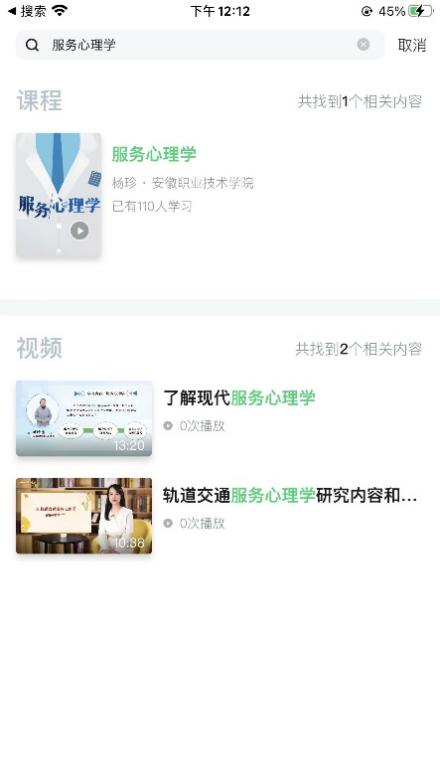 搜索
下午12:12
45%
服务心理学
取消
课程
共找到1个相关内容
服务心理学
服务心理学
杨珍 · 安徽职业技术学院
已有110人学习
视频
共找到2个相关内容
13:20
了解现代服务心理学
0次播放
10:38
轨道交通服务心理学研究内容和...
0次播放